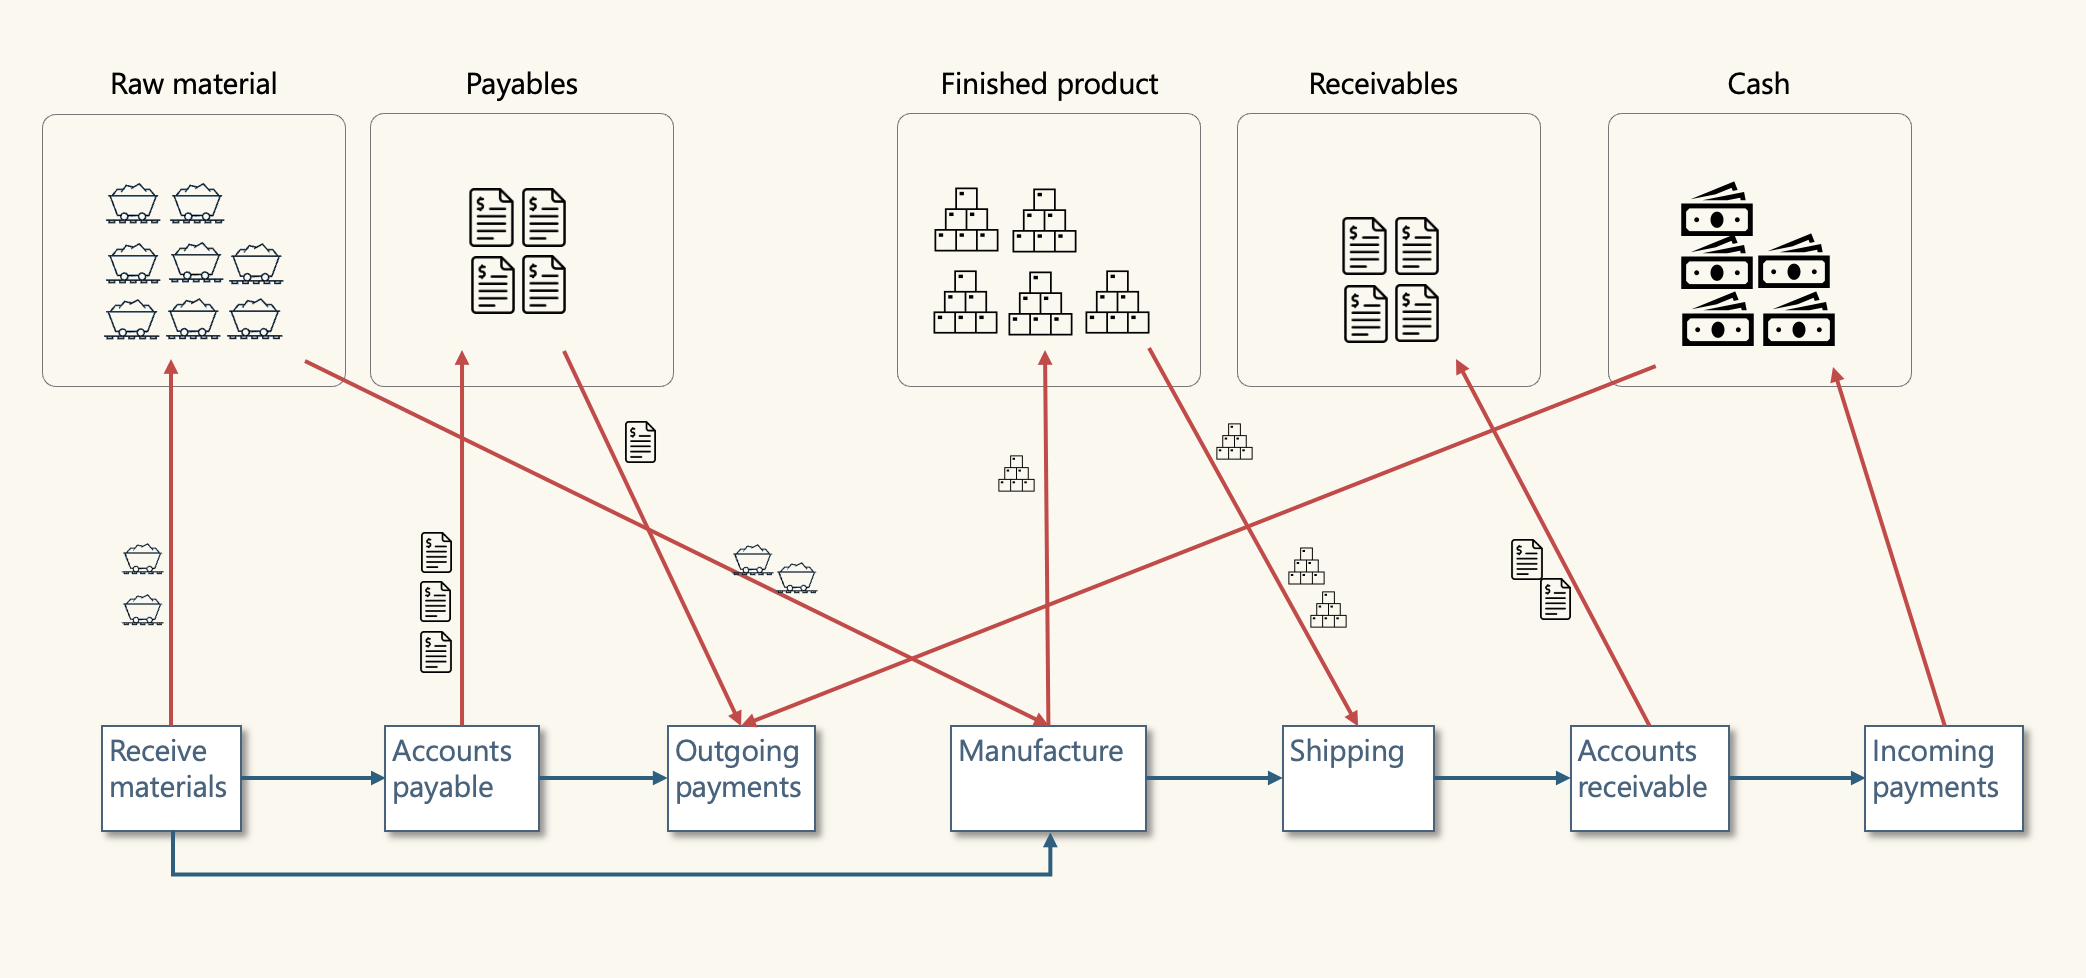 Raw material
Payables
Finished product
Receivables
Cash
Receive
materials
Accounts
payable
Outgoing
payments
Manufacture
Shipping
Accounts
receivable
Incoming
payments